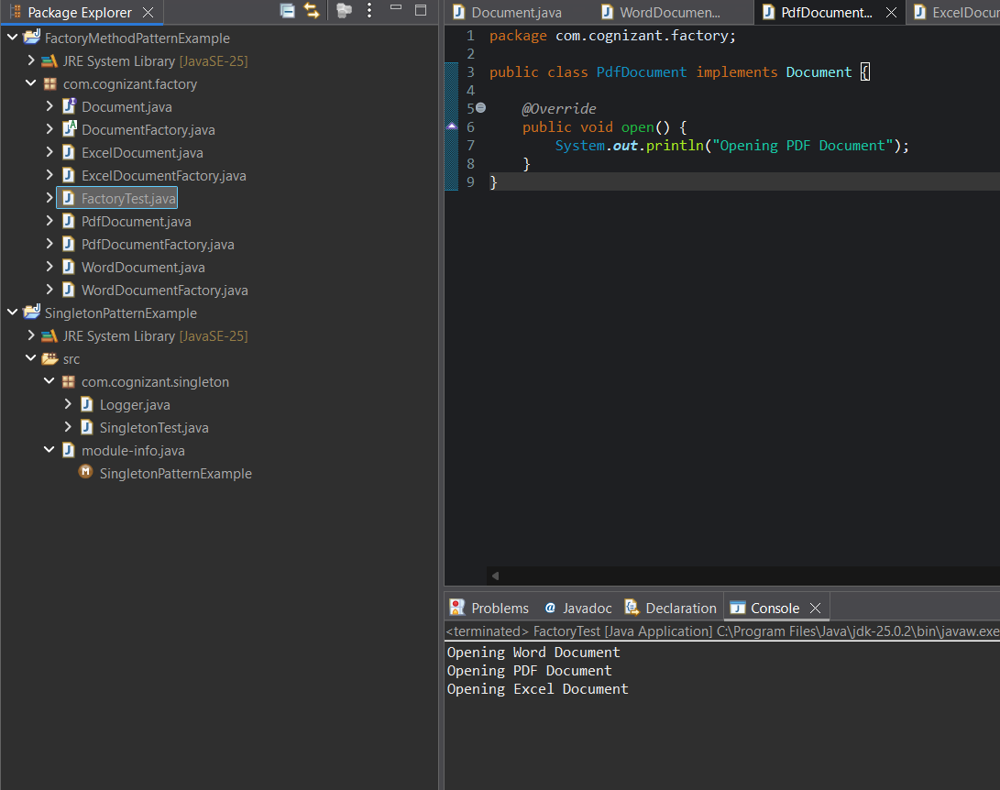 Package Explorer
FactoryMethodPatternExample
JRE System Library [JavaSE-25]
com.cognizant.factory
Document.java
DocumentFactory.java
ExcelDocument.java
ExcelDocumentFactory.java
FactoryTest.java
PdfDocument.java
PdfDocumentFactory.java
WordDocument.java
WordDocumentFactory.java
SingletonPatternExample
JRE System Library [JavaSE-25]
src
com.cognizant.singleton
Logger.java
SingletonTest.java
module-info.java
SingletonPatternExample
Document.java WordDocumen... PdfDocument... ExcelDocu
1 package com.cognizant.factory;
2
3 public class PdfDocument implements Document {
4
5 @Override
6 public void open() {
7 System.out.println("Opening PDF Document");
8 }
9 }
Problems Javadoc Declaration Console
<terminated> FactoryTest [Java Application] C:\Program Files\Java\jdk-25.0.2\bin\javaw.exe
Opening Word Document
Opening PDF Document
Opening Excel Document